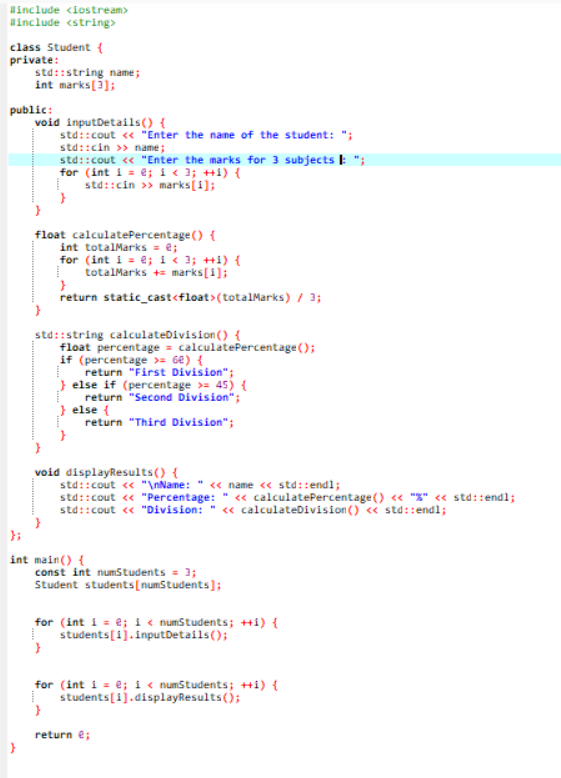 #include <iostream>
#include <string>
class Student {
private:
std::string name;
int marks[3];
public:
void inputDetails() {
std::cout << "Enter the name of the student: ";
std::cin >> name;
std::cout << "Enter the marks for 3 subjects : ";
for (int i = 0; i < 3; ++i) {
std::cin >> marks[i];
}
}
float calculatePercentage() {
int totalMarks = 0;
for (int i = 0; i < 3; ++i) {
totalMarks += marks[i];
}
return static_cast<float>(totalMarks) / 3;
}
std::string calculateDivision() {
float percentage = calculatePercentage();
if (percentage >= 60) {
return "First Division";
} else if (percentage >= 45) {
return "Second Division";
} else {
return "Third Division";
}
}
void displayResults() {
std::cout << "\nName: " << name << std::endl;
std::cout << "Percentage: " << calculatePercentage() << "%" << std::endl;
std::cout << "Division: " << calculateDivision() << std::endl;
}
};
int main() {
const int numStudents = 3;
Student students[numStudents];
for (int i = 0; i < numStudents; ++i) {
students[i].inputDetails();
}
for (int i = 0; i < numStudents; ++i) {
students[i].displayResults();
}
return 0;
}